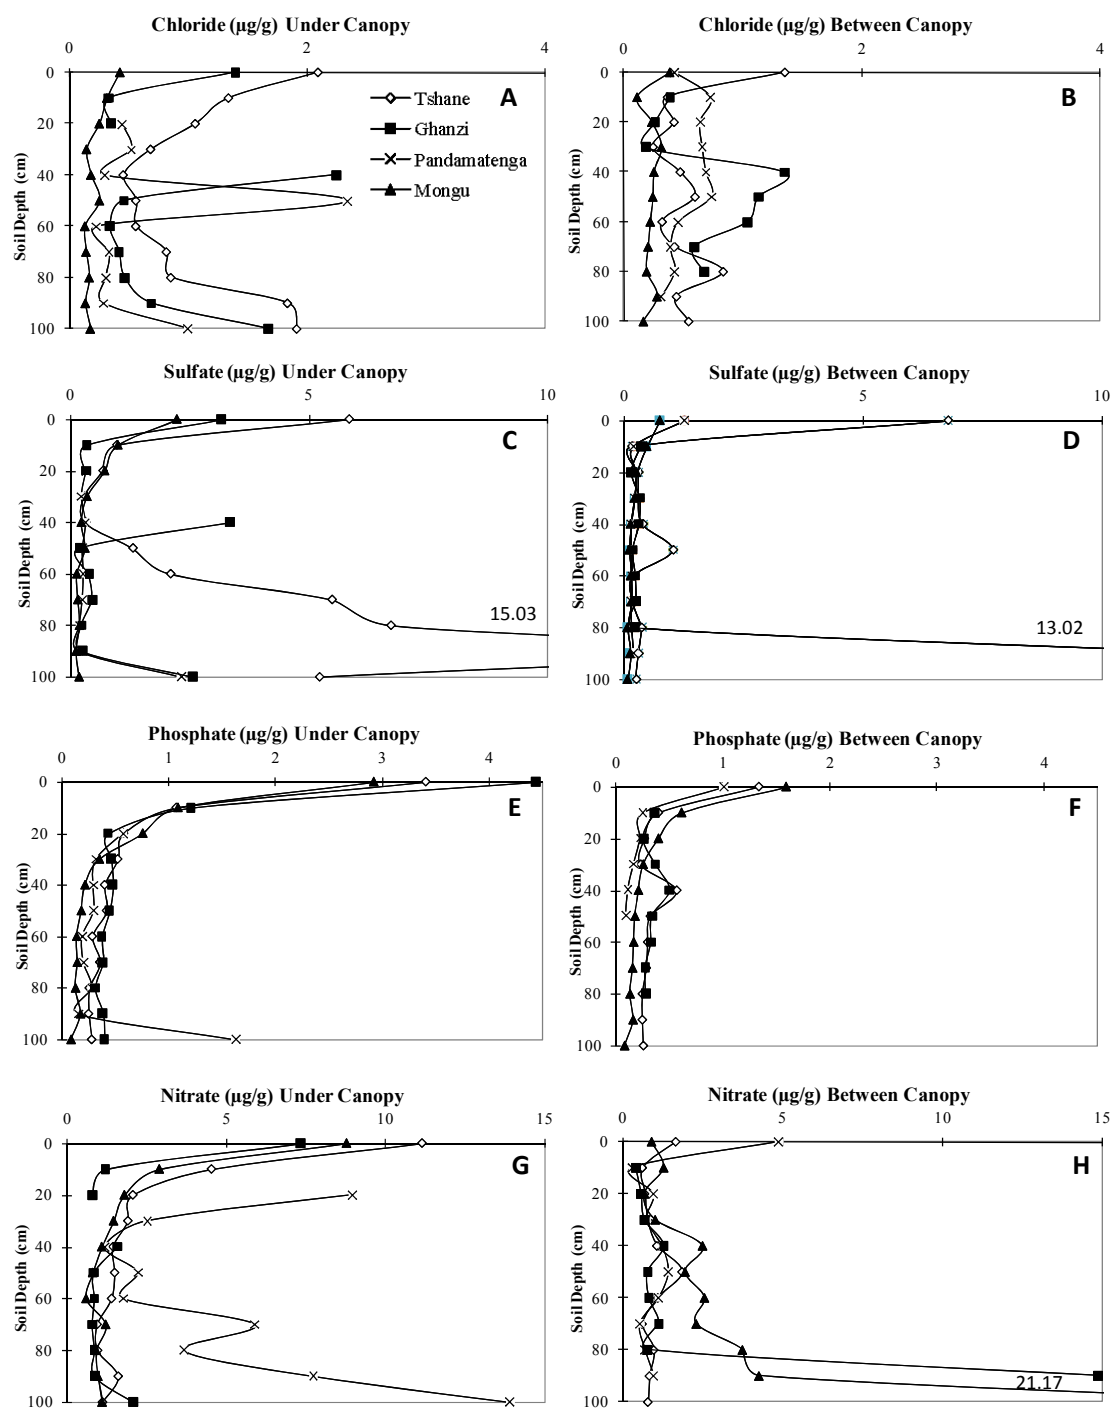 Chloride (µg/g) Under Canopy
0 2 4
0
20
40
60
80
100
Soil Depth (cm)
Tshane
Ghanzi
Pandamatenga
Mongu
A
Chloride (µg/g) Between Canopy
0 2 4
0
20
40
60
80
100
Soil Depth (cm)
B
Sulfate (µg/g) Under Canopy
0 5 10
0
20
40
60
80
100
Soil Depth (cm)
C
15.03
Sulfate (µg/g) Between Canopy
0 5 10
0
20
40
60
80
100
Soil Depth (cm)
D
13.02
Phosphate (µg/g) Under Canopy
0 1 2 3 4
0
20
40
60
80
100
Soil Depth (cm)
E
Phosphate (µg/g) Between Canopy
0 1 2 3 4
0
20
40
60
80
100
Soil Depth (cm)
F
Nitrate (µg/g) Under Canopy
0 5 10 15
0
20
40
60
80
100
Soil Depth (cm)
G
Nitrate (µg/g) Between Canopy
0 5 10 15
0
20
40
60
80
100
Soil Depth (cm)
H
21.17